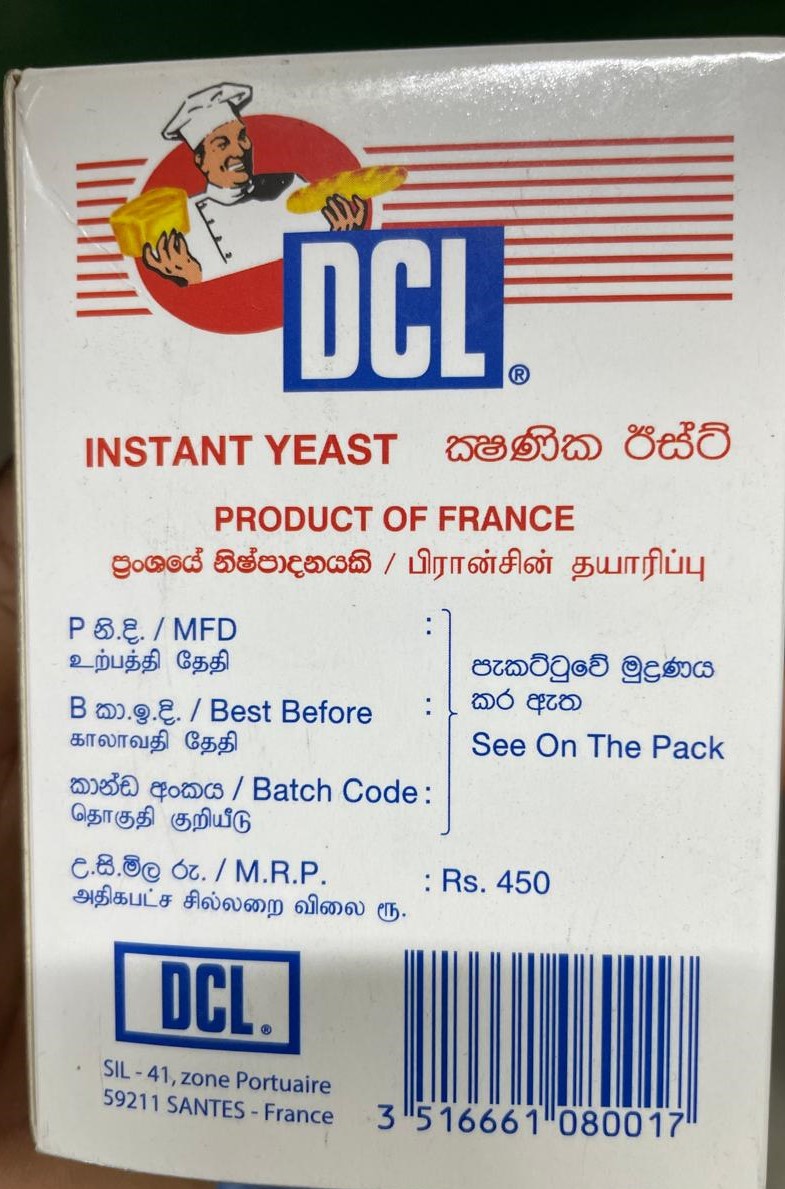 DCL®
INSTANT YEAST ක්ෂණික ඊස්ට්
PRODUCT OF FRANCE
ප්‍රංශයේ නිෂ්පාදනයකි / பிரான்சின் தயாரிப்பு
P නි.දි. / MFD :
உற்பத்தி தேதி
B කා.ඉ.දි. / Best Before :
காலாவதி தேதி
කාණ්ඩ අංකය / Batch Code :
தொகுதி குறியீடு
පැකට්ටුවේ මුද්‍රණය
කර ඇත
See On The Pack
උ.සි.මිල රු. / M.R.P. : Rs. 450
அதிகபட்ச சில்லறை விலை ரூ.
DCL®
SIL - 41, zone Portuaire
59211 SANTES - France
3 516661 080017